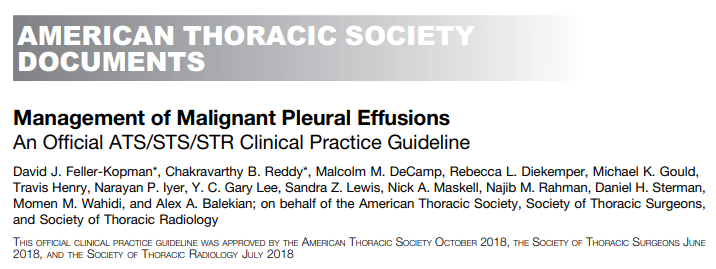 AMERICAN THORACIC SOCIETY
DOCUMENTS
Management of Malignant Pleural Effusions
An Official ATS/STS/STR Clinical Practice Guideline
David J. Feller-Kopman*, Chakravarthy B. Reddy*, Malcolm M. DeCamp, Rebecca L. Diekemper, Michael K. Gould,
Travis Henry, Narayan P. Iyer, Y. C. Gary Lee, Sandra Z. Lewis, Nick A. Maskell, Najib M. Rahman, Daniel H. Sterman,
Momen M. Wahidi, and Alex A. Balekian; on behalf of the American Thoracic Society, Society of Thoracic Surgeons,
and Society of Thoracic Radiology
THIS OFFICIAL CLINICAL PRACTICE GUIDELINE WAS APPROVED BY THE AMERICAN THORACIC SOCIETY OCTOBER 2018, THE SOCIETY OF THORACIC SURGEONS JUNE
2018, AND THE SOCIETY OF THORACIC RADIOLOGY JULY 2018